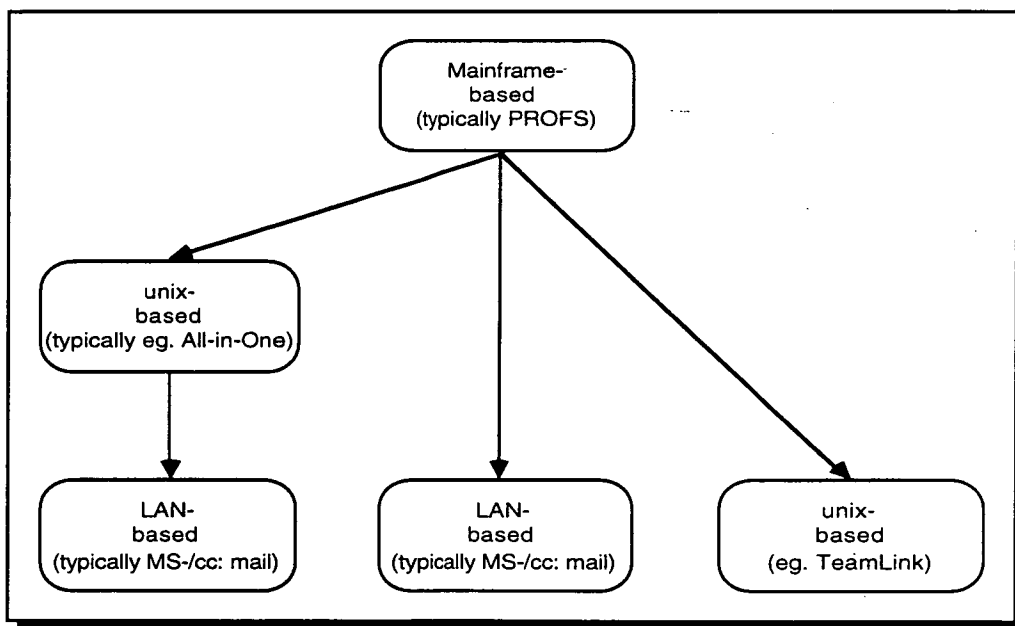 Mainframe-
based
(typically PROFS)
unix-
based
(typically eg. All-in-One)
LAN-
based
(typically MS-/cc: mail)
LAN-
based
(typically MS-/cc: mail)
unix-
based
(eg. TeamLink)